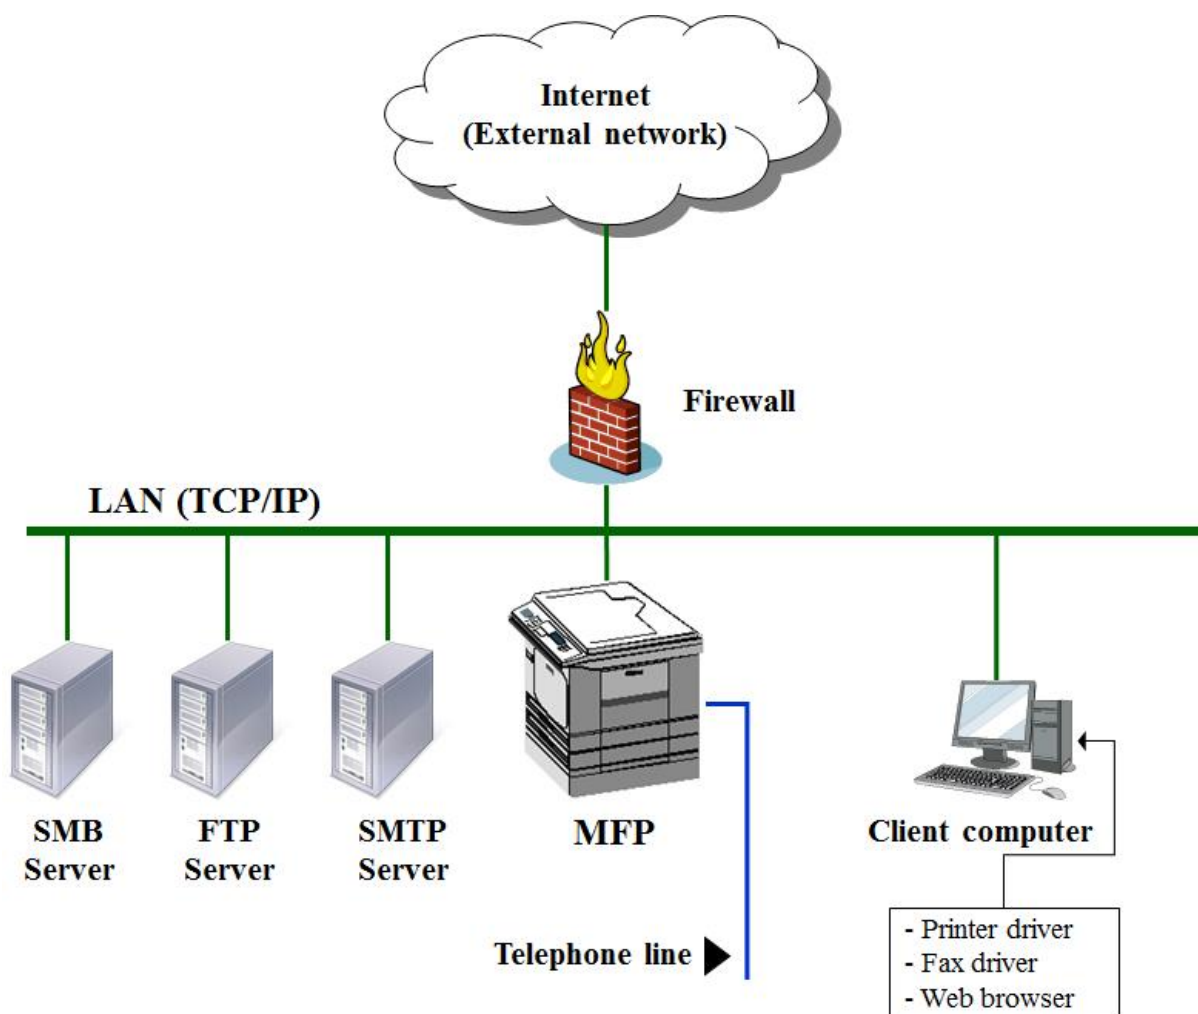 Internet
(External network)
Firewall
LAN (TCP/IP)
SMB
Server
FTP
Server
SMTP
Server
MFP
Client computer
Telephone line
- Printer driver
- Fax driver
- Web browser